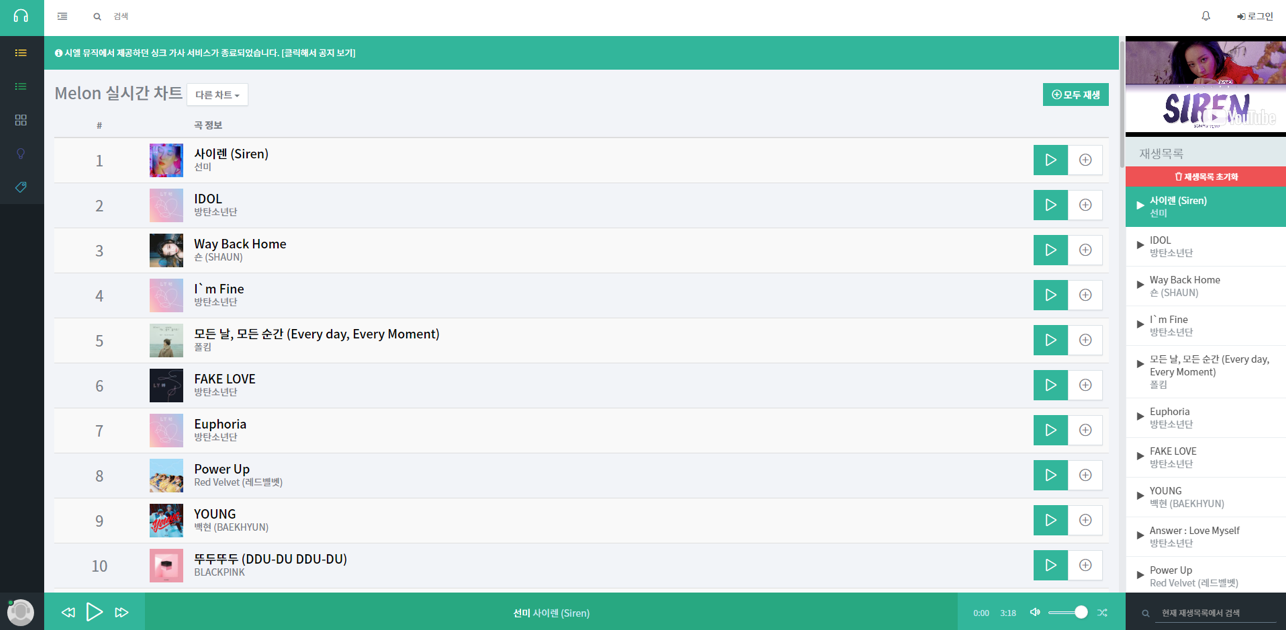 검색
로그인
시엘 뮤직에서 제공하던 싱크 가사 서비스가 종료되었습니다. [클릭해서 공지 보기]
Melon 실시간 차트
다른 차트
모두 재생
# 곡 정보
1
사이렌 (Siren)
선미
2
IDOL
방탄소년단
3
Way Back Home
숀 (SHAUN)
4
I`m Fine
방탄소년단
5
모든 날, 모든 순간 (Every day, Every Moment)
폴킴
6
FAKE LOVE
방탄소년단
7
Euphoria
방탄소년단
8
Power Up
Red Velvet (레드벨벳)
9
YOUNG
백현 (BAEKHYUN)
10
뚜두뚜두 (DDU-DU DDU-DU)
BLACKPINK
SIREN
YouTube
재생목록
재생목록 초기화
사이렌 (Siren)
선미
IDOL
방탄소년단
Way Back Home
숀 (SHAUN)
I`m Fine
방탄소년단
모든 날, 모든 순간 (Every day,
Every Moment)
폴킴
Euphoria
방탄소년단
FAKE LOVE
방탄소년단
YOUNG
백현 (BAEKHYUN)
Answer : Love Myself
방탄소년단
Power Up
Red Velvet (레드벨벳)
선미 사이렌 (Siren)
0:00 3:18
현재 재생목록에서 검색